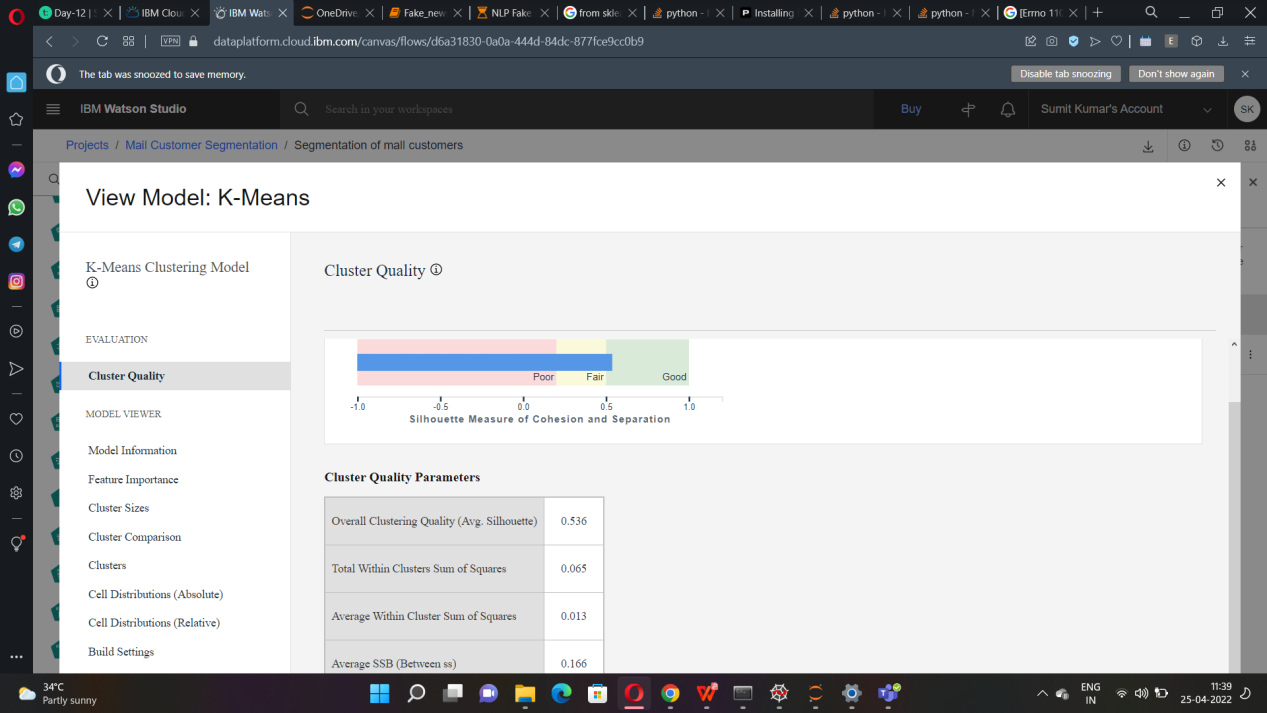 Day-12 |
IBM Clou
IBM Wats
OneDrive
Fake_new
NLP Fake
from skle
python -
Installing
python -
python -
[Errno 11
VPN
dataplatform.cloud.ibm.com/canvas/flows/d6a31830-0a0a-444d-84dc-877fce9cc0b9
E
The tab was snoozed to save memory.
Disable tab snoozing
Don't show again
IBM Watson Studio
Search in your workspaces
Buy
Sumit Kumar's Account
SK
Projects / Mall Customer Segmentation / Segmentation of mall customers
View Model: K-Means
K-Means Clustering Model
EVALUATION
Cluster Quality
MODEL VIEWER
Model Information
Feature Importance
Cluster Sizes
Cluster Comparison
Clusters
Cell Distributions (Absolute)
Cell Distributions (Relative)
Build Settings
Cluster Quality
Poor Fair Good
-1.0 -0.5 0.0 0.5 1.0
Silhouette Measure of Cohesion and Separation
Cluster Quality Parameters
Overall Clustering Quality (Avg. Silhouette) 0.536
Total Within Clusters Sum of Squares 0.065
Average Within Cluster Sum of Squares 0.013
Average SSB (Between ss) 0.166
34°C
Partly sunny
ENG
IN
11:39
25-04-2022